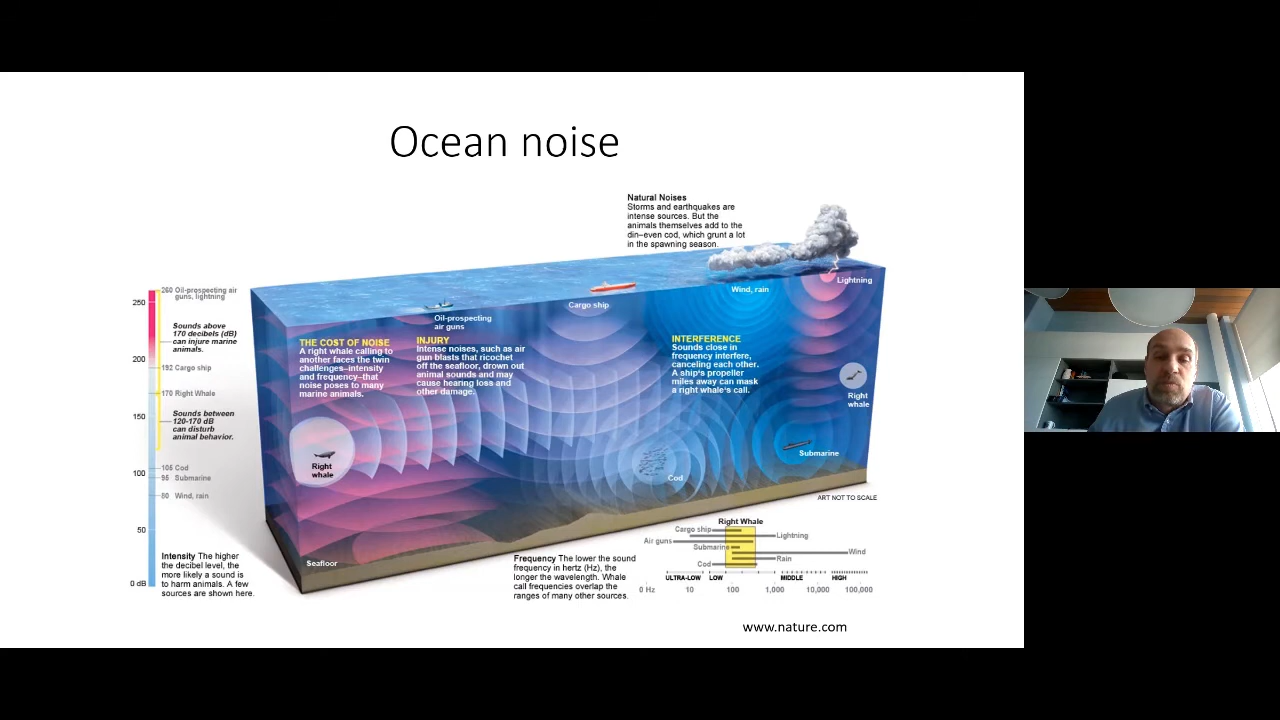 Ocean noise
Natural Noises
Storms and earthquakes are
intense sources. But the
animals themselves add to the
din–even cod, which grunt a lot
in the spawning season.
Lightning
Wind, rain
Cargo ship
Oil-prospecting
air guns
260 Oil-prospecting air
guns, lightning
250
Sounds above
170 decibels (dB)
can injure marine
animals.
200
192 Cargo ship
170 Right Whale
150
Sounds between
120-170 dB
can disturb
animal behavior.
105 Cod
100
95 Submarine
80 Wind, rain
50
0 dB
Intensity The higher
the decibel level, the
more likely a sound is
to harm animals. A few
sources are shown here.
THE COST OF NOISE
A right whale calling to
another faces the twin
challenges–intensity
and frequency–that
noise poses to many
marine animals.
INJURY
Intense noises, such as air
gun blasts that ricochet
off the seafloor, drown out
animal sounds and may
cause hearing loss and
other damage.
INTERFERENCE
Sounds close in
frequency interfere,
canceling each other.
A ship's propeller
miles away can mask
a right whale's call.
Right
whale
Right
whale
Submarine
Cod
Seafloor
ART NOT TO SCALE
Frequency The lower the sound
frequency in hertz (Hz), the
longer the wavelength. Whale
call frequencies overlap the
ranges of many other sources.
Right Whale
Cargo ship
Lightning
Air guns
Submarine
Wind
Rain
Cod
ULTRA-LOW LOW MIDDLE HIGH
0 Hz 10 100 1,000 10,000 100,000
www.nature.com